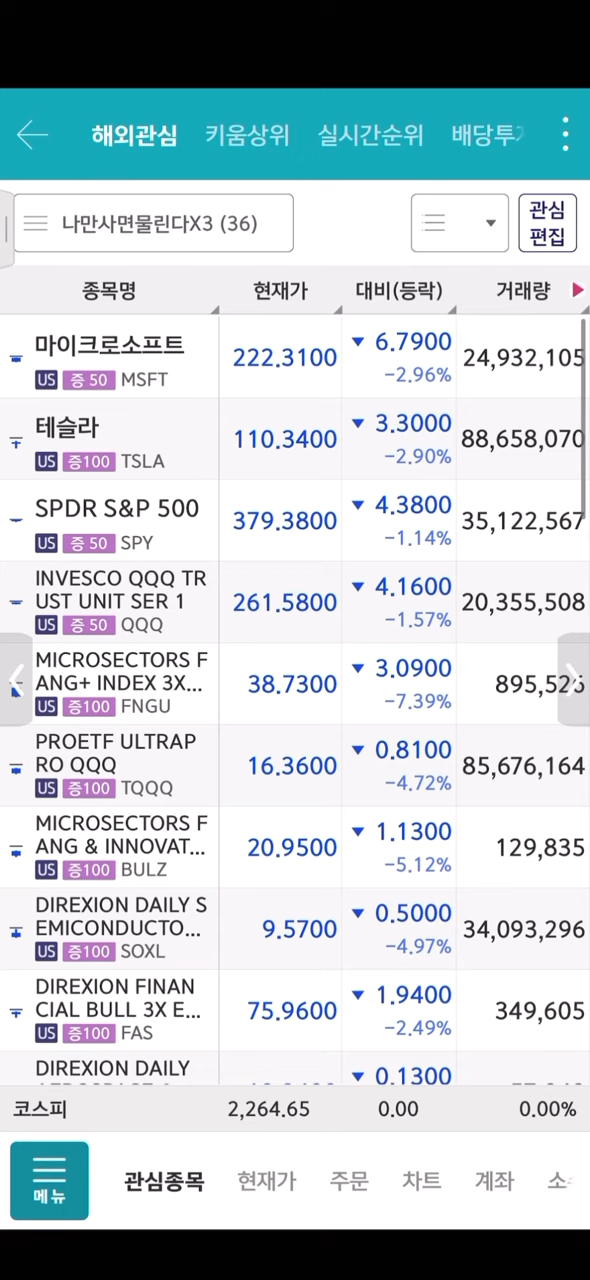 해외관심 키움상위 실시간순위 배당투
나만사면물린다X3 (36)
관심
편집
종목명 현재가 대비(등락) 거래량
마이크로소프트
US 증 50 MSFT
222.3100
▼ 6.7900
-2.96%
24,932,105
테슬라
US 증100 TSLA
110.3400
▼ 3.3000
-2.90%
88,658,070
SPDR S&P 500
US 증 50 SPY
379.3800
▼ 4.3800
-1.14%
35,122,567
INVESCO QQQ TR
UST UNIT SER 1
US 증 50 QQQ
261.5800
▼ 4.1600
-1.57%
20,355,508
MICROSECTORS F
ANG+ INDEX 3X...
US 증100 FNGU
38.7300
▼ 3.0900
-7.39%
895,526
PROETF ULTRAP
RO QQQ
US 증100 TQQQ
16.3600
▼ 0.8100
-4.72%
85,676,164
MICROSECTORS F
ANG & INNOVAT...
US 증100 BULZ
20.9500
▼ 1.1300
-5.12%
129,835
DIREXION DAILY S
EMICONDUCTO...
US 증100 SOXL
9.5700
▼ 0.5000
-4.97%
34,093,296
DIREXION FINAN
CIAL BULL 3X E...
US 증100 FAS
75.9600
▼ 1.9400
-2.49%
349,605
DIREXION DAILY
▼ 0.1300
코스피 2,264.65 0.00 0.00%
메뉴
관심종목 현재가 주문 차트 계좌 소